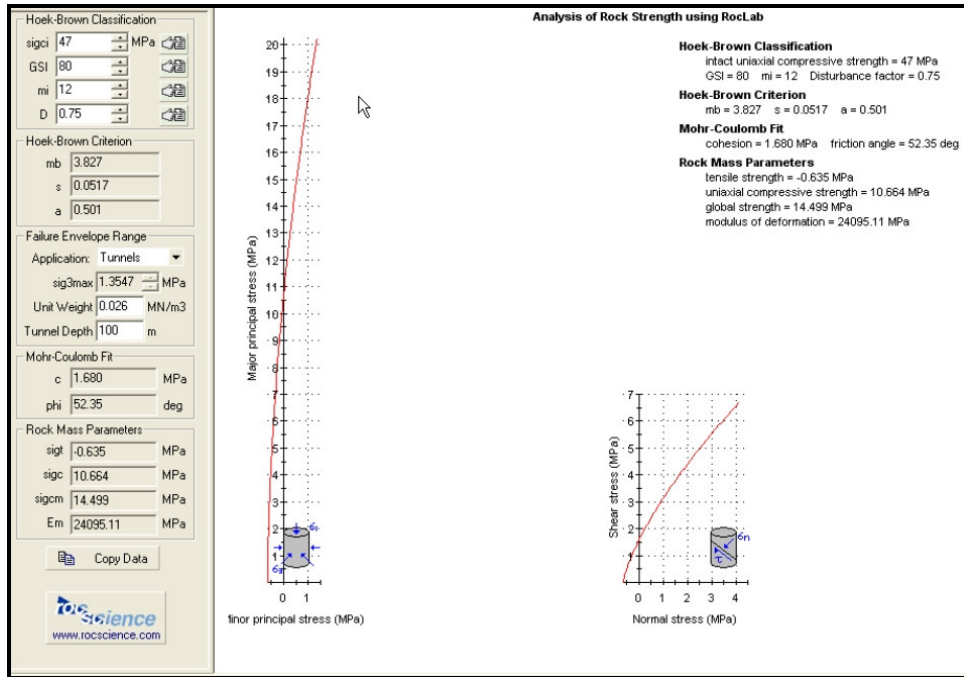 Hoek-Brown Classification
sigci 47 MPa
GSI 80
mi 12
D 0.75
Hoek-Brown Criterion
mb 3.827
s 0.0517
a 0.501
Failure Envelope Range
Application: Tunnels
sig3max 1.3547 MPa
Unit Weight 0.026 MN/m3
Tunnel Depth 100 m
Mohr-Coulomb Fit
c 1.680 MPa
phi 52.35 deg
Rock Mass Parameters
sigt -0.635 MPa
sigc 10.664 MPa
sigcm 14.499 MPa
Em 24095.11 MPa
Copy Data
rocscience
www.rocscience.com
Analysis of Rock Strength using RocLab
Hoek-Brown Classification
intact uniaxial compressive strength = 47 MPa
GSI = 80 mi = 12 Disturbance factor = 0.75
Hoek-Brown Criterion
mb = 3.827 s = 0.0517 a = 0.501
Mohr-Coulomb Fit
cohesion = 1.680 MPa friction angle = 52.35 deg
Rock Mass Parameters
tensile strength = -0.635 MPa
uniaxial compressive strength = 10.664 MPa
global strength = 14.499 MPa
modulus of deformation = 24095.11 MPa
Major principal stress (MPa)
20
19
18
17
16
15
14
13
12
11
10
9
8
7
6
5
4
3
2
1
0 1
principal stress (MPa)
Shear stress (MPa)
7
6
5
4
3
2
1
σn
τ
0 1 2 3 4
Normal stress (MPa)